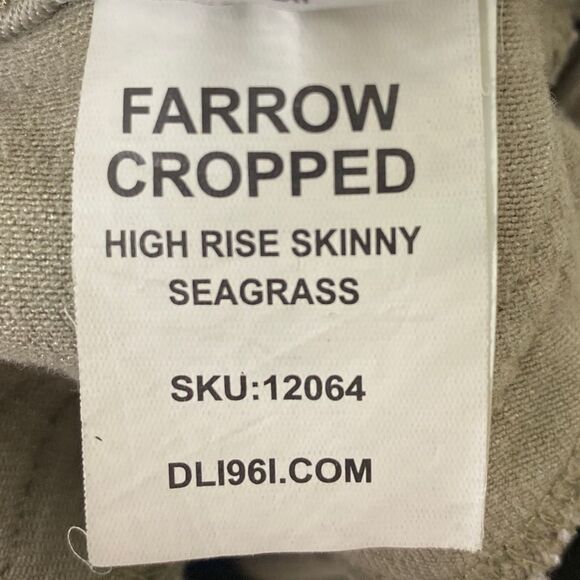 FARROW
CROPPED
HIGH RISE SKINNY
SEAGRASS
SKU:12064
DLI96I.COM